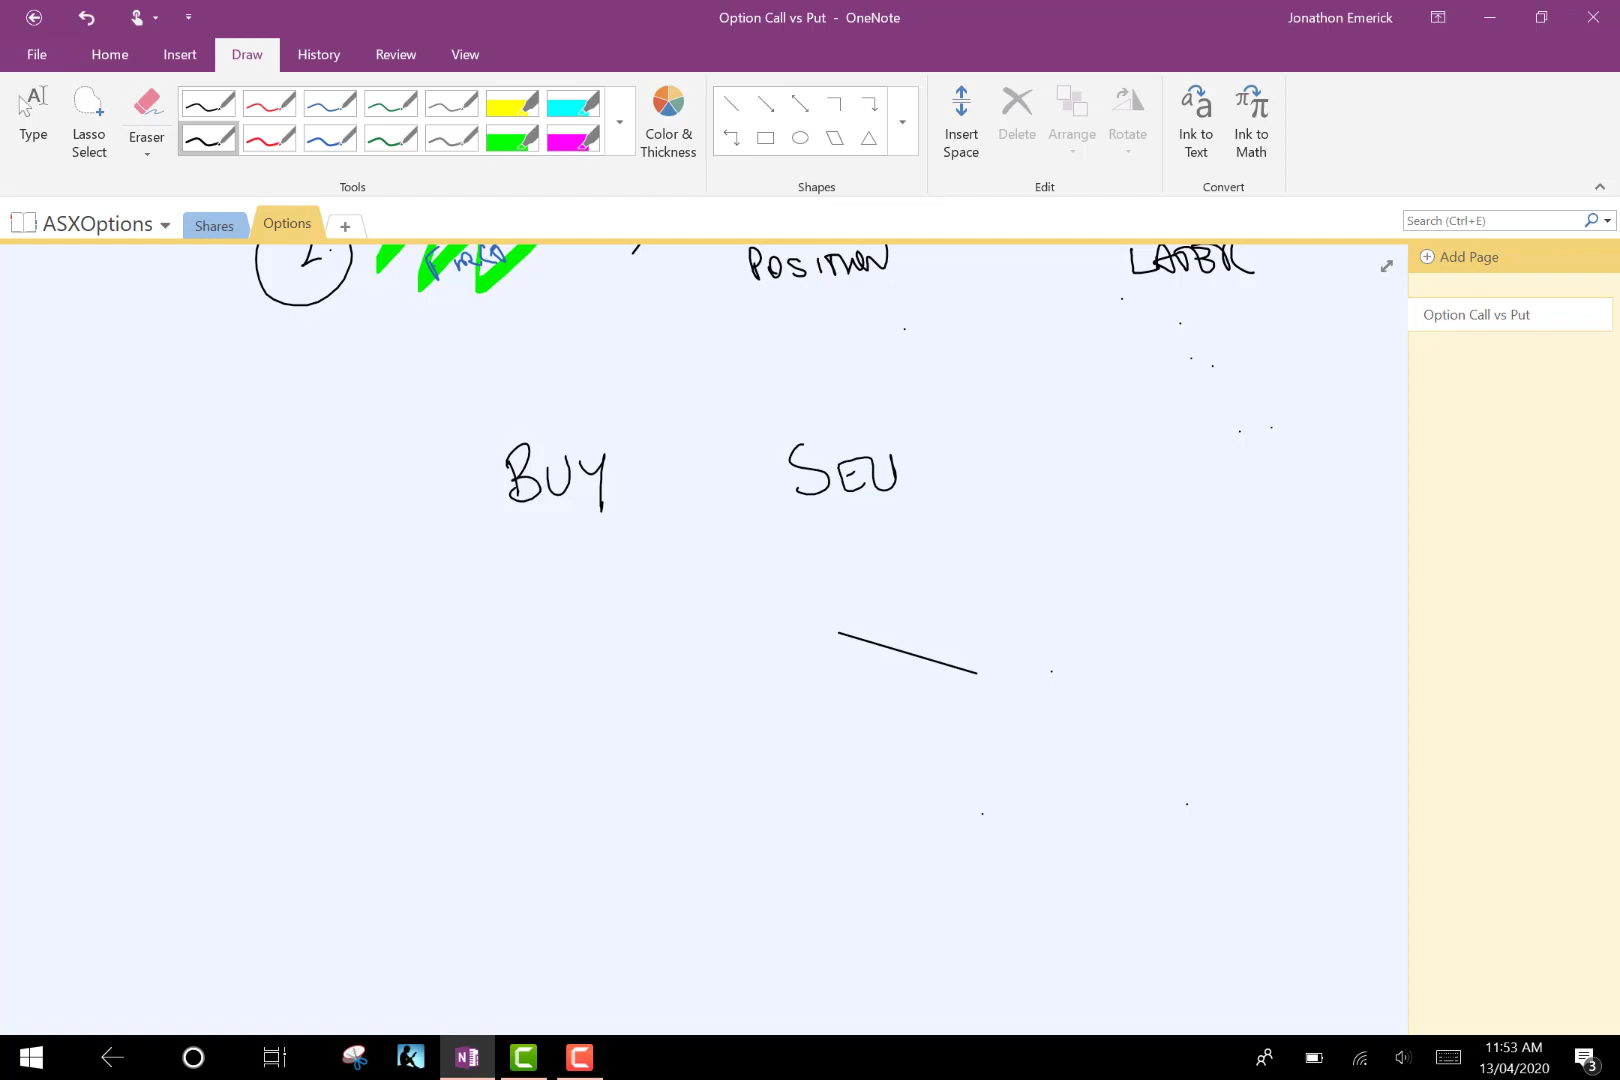 Option Call vs Put - OneNote
Jonathon Emerick
File Home Insert Draw History Review View
Type
Lasso Select
Eraser
Color & Thickness
Insert Space
Delete
Arrange
Rotate
Ink to Text
Ink to Math
Tools
Shapes
Edit
Convert
ASXOptions
Shares
Options
+
Search (Ctrl+E)
Add Page
Option Call vs Put
POSITION
LATER
BUY SELL
11:53 AM
13/04/2020
3